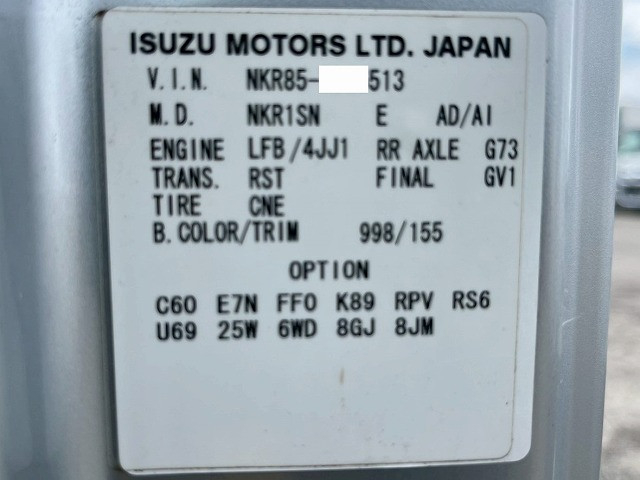 ISUZU MOTORS LTD. JAPAN
V.I.N. NKR85- 513
M.D. NKR1SN E AD/AI
ENGINE LFB/4JJ1 RR AXLE G73
TRANS. RST FINAL GV1
TIRE CNE
B.COLOR/TRIM 998/155
OPTION
C60 E7N FF0 K89 RPV RS6
U69 25W 6WD 8GJ 8JM